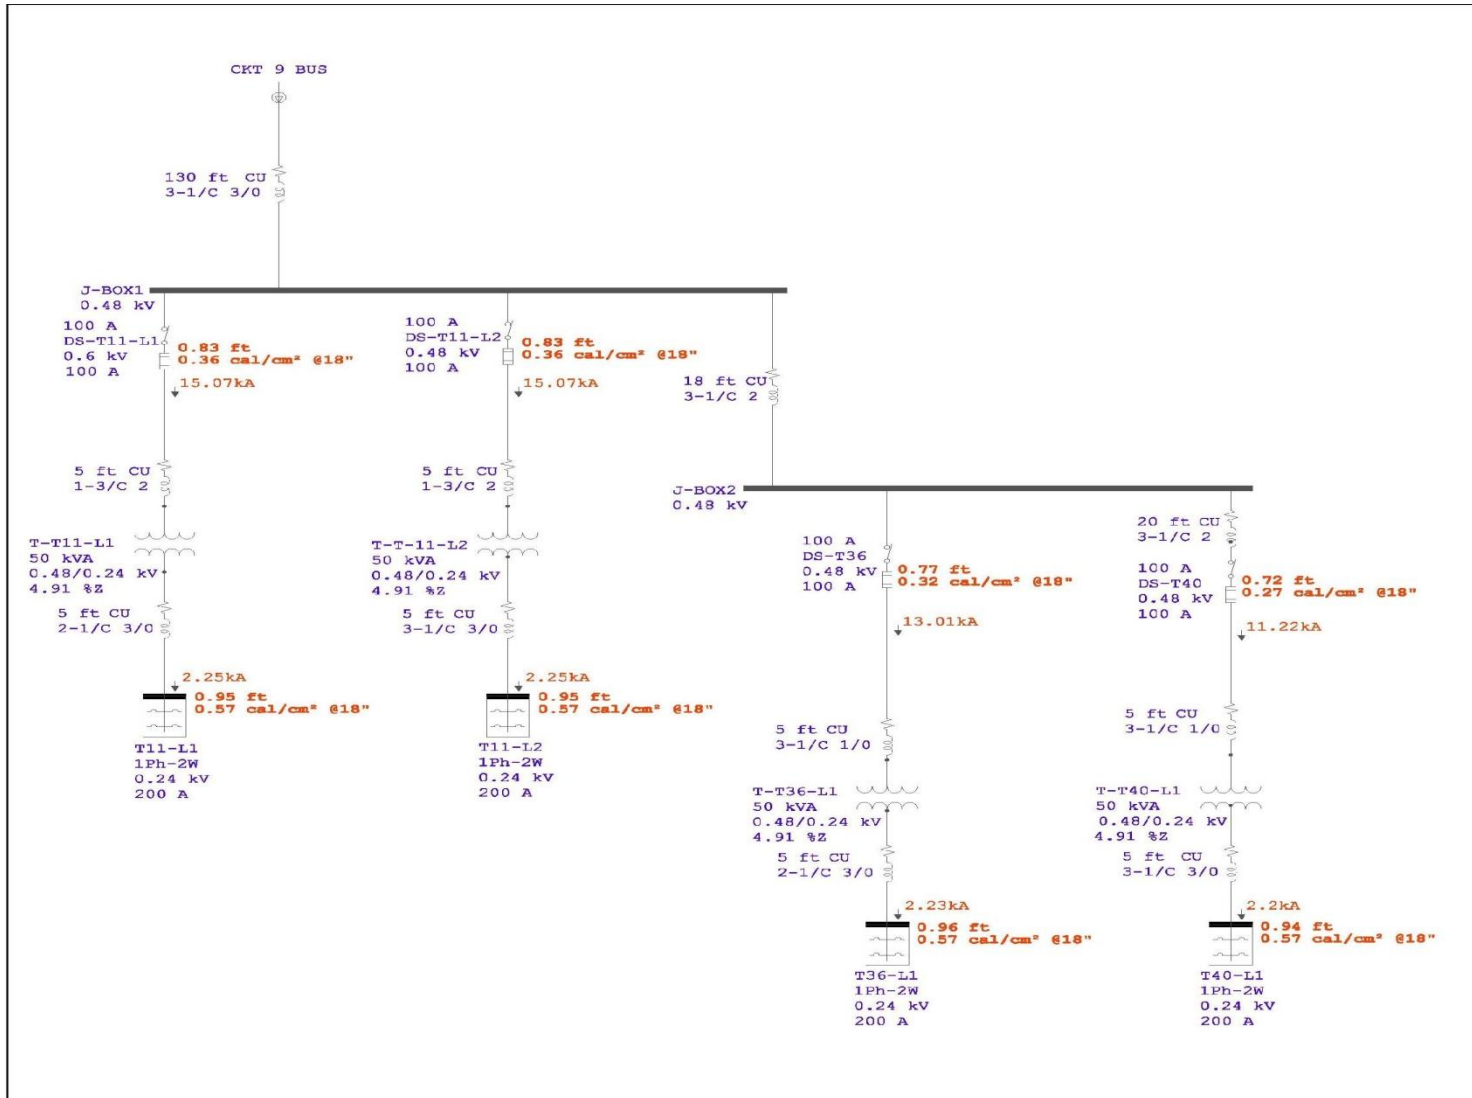 CKT 9 BUS
130 ft CU
3-1/C 3/0
J-BOX1
0.48 kV
100 A
DS-T11-L1
0.6 kV
100 A
0.83 ft
0.36 cal/cm² @18"
15.07kA
100 A
DS-T11-L2
0.48 kV
100 A
0.83 ft
0.36 cal/cm² @18"
15.07kA
18 ft CU
3-1/C 2
5 ft CU
1-3/C 2
5 ft CU
1-3/C 2
J-BOX2
0.48 kV
T-T11-L1
50 kVA
0.48/0.24 kV
4.91 %Z
T-T-11-L2
50 kVA
0.48/0.24 kV
4.91 %Z
100 A
DS-T36
0.48 kV
100 A
0.77 ft
0.32 cal/cm² @18"
13.01kA
20 ft CU
3-1/C 2
100 A
DS-T40
0.48 kV
100 A
0.72 ft
0.27 cal/cm² @18"
11.22kA
5 ft CU
2-1/C 3/0
5 ft CU
3-1/C 3/0
2.25kA
0.95 ft
0.57 cal/cm² @18"
T11-L1
1Ph-2W
0.24 kV
200 A
2.25kA
0.95 ft
0.57 cal/cm² @18"
T11-L2
1Ph-2W
0.24 kV
200 A
5 ft CU
3-1/C 1/0
5 ft CU
3-1/C 1/0
T-T36-L1
50 kVA
0.48/0.24 kV
4.91 %Z
T-T40-L1
50 kVA
0.48/0.24 kV
4.91 %Z
5 ft CU
2-1/C 3/0
5 ft CU
3-1/C 3/0
2.23kA
0.96 ft
0.57 cal/cm² @18"
T36-L1
1Ph-2W
0.24 kV
200 A
2.2kA
0.94 ft
0.57 cal/cm² @18"
T40-L1
1Ph-2W
0.24 kV
200 A